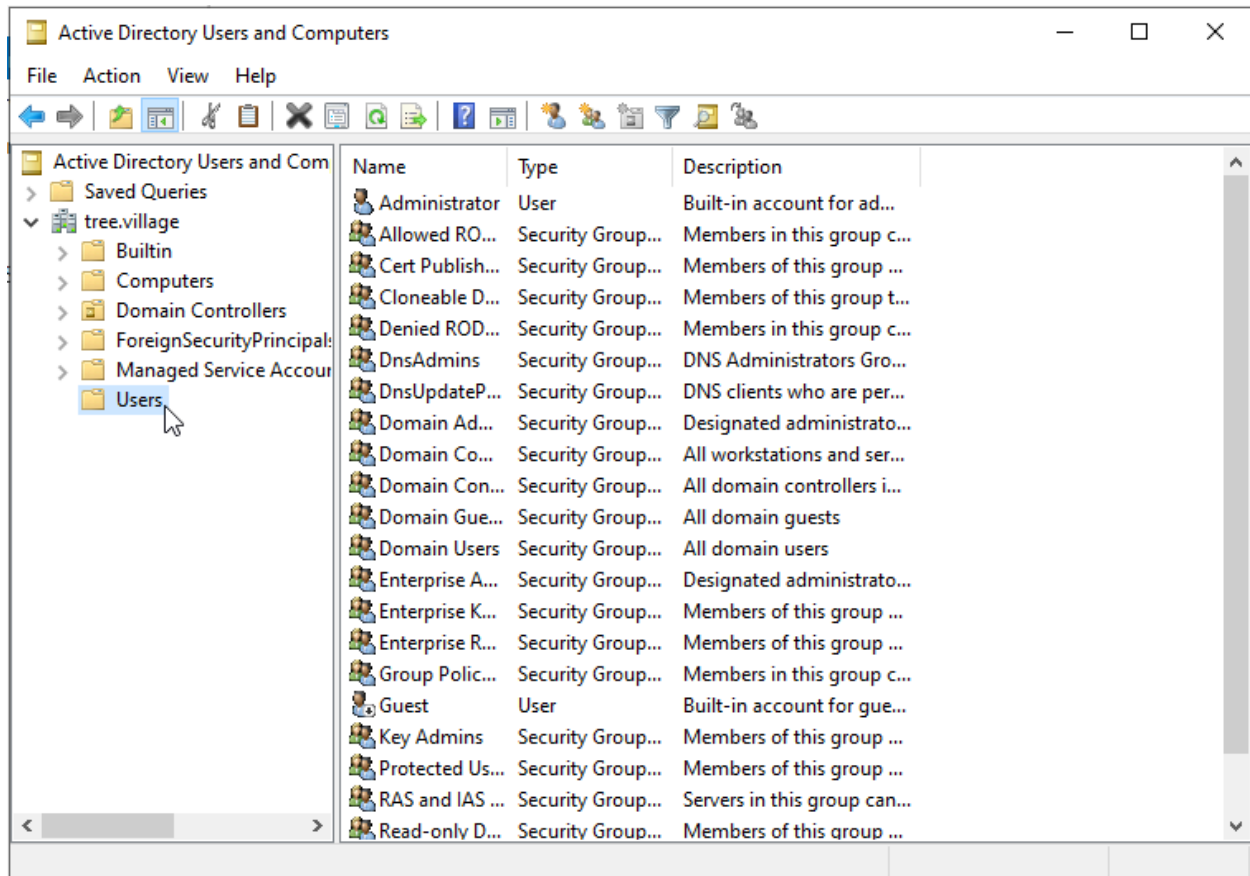 Active Directory Users and Computers
File Action View Help
Active Directory Users and Com
Saved Queries
tree.village
Builtin
Computers
Domain Controllers
ForeignSecurityPrincipals
Managed Service Accour
Users
Name Type Description
Administrator User Built-in account for ad...
Allowed RO... Security Group... Members in this group c...
Cert Publish... Security Group... Members of this group ...
Cloneable D... Security Group... Members of this group t...
Denied ROD... Security Group... Members in this group c...
DnsAdmins Security Group... DNS Administrators Gro...
DnsUpdateP... Security Group... DNS clients who are per...
Domain Ad... Security Group... Designated administrato...
Domain Co... Security Group... All workstations and ser...
Domain Con... Security Group... All domain controllers i...
Domain Gue... Security Group... All domain guests
Domain Users Security Group... All domain users
Enterprise A... Security Group... Designated administrato...
Enterprise K... Security Group... Members of this group ...
Enterprise R... Security Group... Members of this group ...
Group Polic... Security Group... Members in this group c...
Guest User Built-in account for gue...
Key Admins Security Group... Members of this group ...
Protected Us... Security Group... Members of this group ...
RAS and IAS ... Security Group... Servers in this group can...
Read-only D... Security Group... Members of this group ...